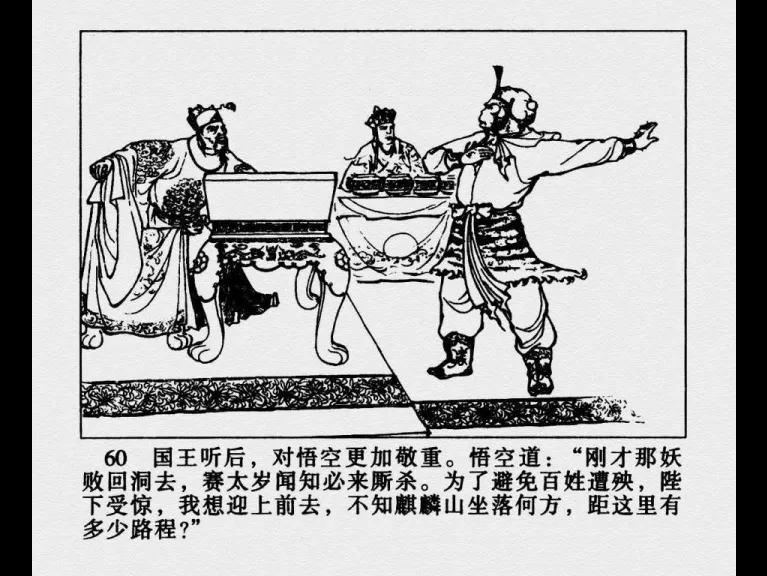 60 国王听后，对悟空更加敬重。悟空道：“刚才那妖
败回洞去，赛太岁闻知必来厮杀。为了避免百姓遭殃，陛
下受惊，我想迎上前去，不知麒麟山坐落何方，距这里有
多少路程?”